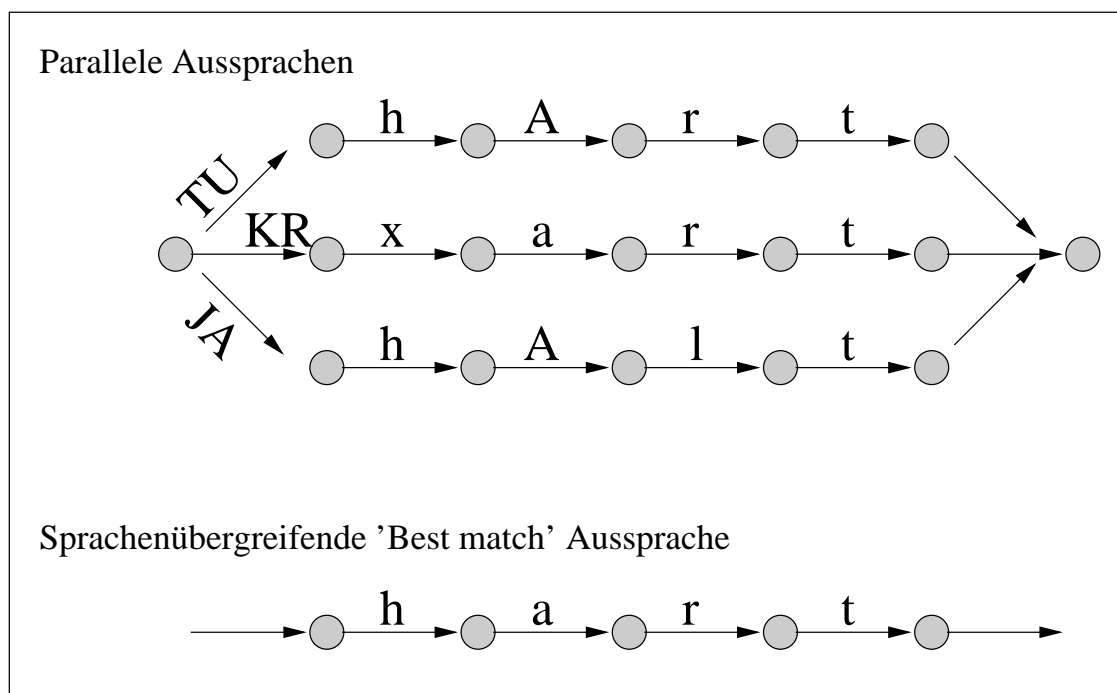 Parallele Aussprachen
TU h A r t
KR x a r t
JA h A l t
Sprachenübergreifende ’Best match’ Aussprache
h a r t